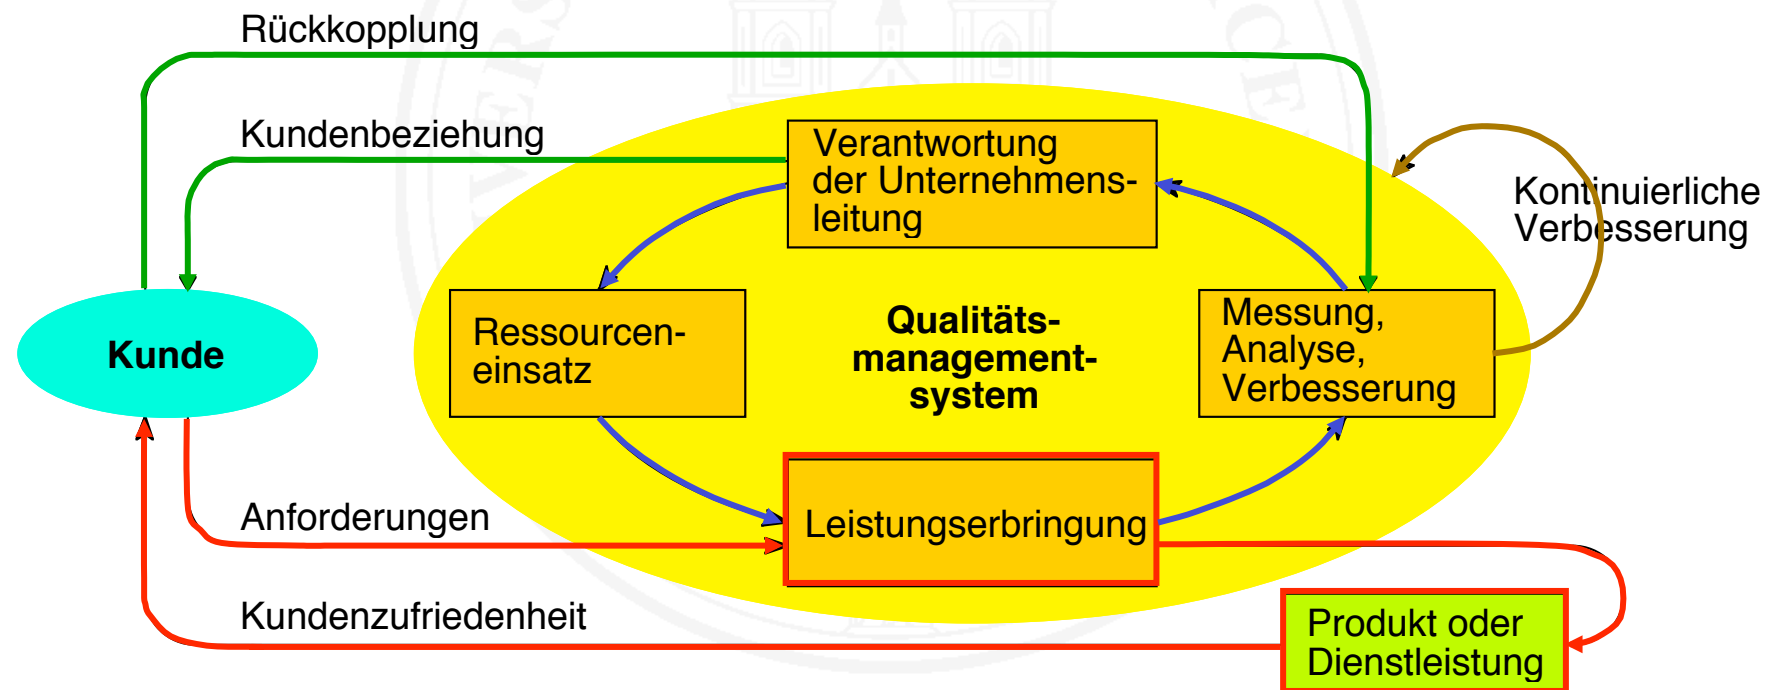 Rückkopplung
Kundenbeziehung
Verantwortung
der Unternehmens-
leitung
Kontinuierliche
Verbesserung
Kunde
Ressourcen-
einsatz
Qualitäts-
management-
system
Messung,
Analyse,
Verbesserung
Anforderungen
Leistungserbringung
Kundenzufriedenheit
Produkt oder
Dienstleistung